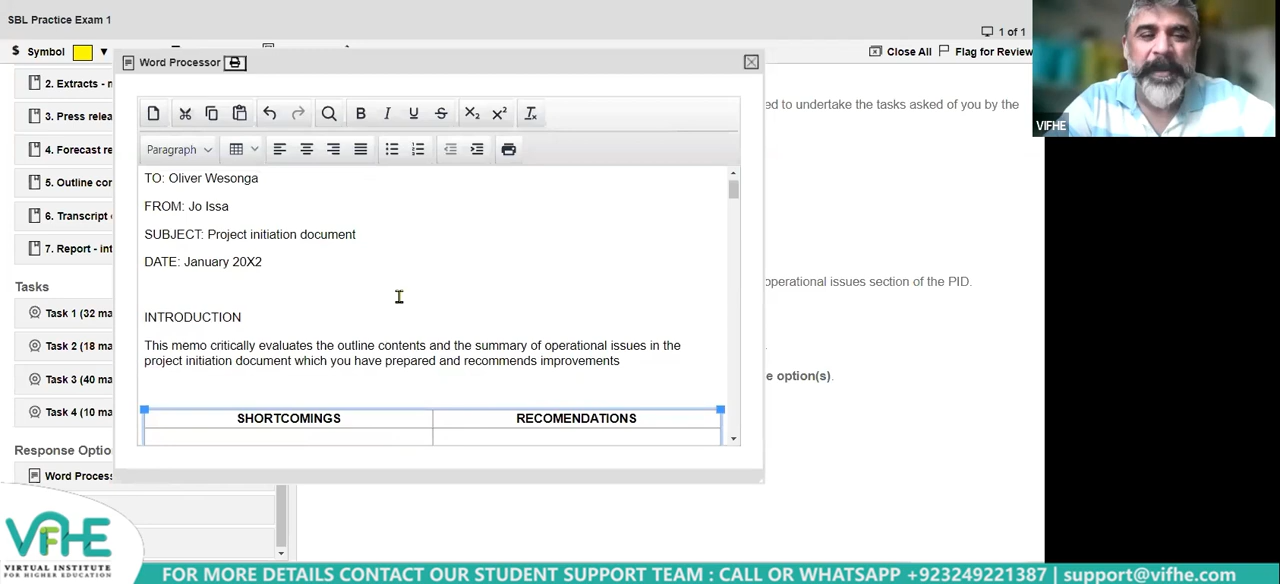 SBL Practice Exam 1
1 of 1
$ Symbol
Close All
Flag for Review
Word Processor
2. Extracts -
3. Press relea
4. Forecast re
5. Outline cor
6. Transcript
7. Report - int
Tasks
Task 1 (32 ma
Task 2 (18 ma
Task 3 (40 ma
Task 4 (10 ma
Response Optio
Word Process
Paragraph
TO: Oliver Wesonga
FROM: Jo Issa
SUBJECT: Project initiation document
DATE: January 20X2
INTRODUCTION
This memo critically evaluates the outline contents and the summary of operational issues in the
project initiation document which you have prepared and recommends improvements
SHORTCOMINGS
RECOMENDATIONS
ed to undertake the tasks asked of you by the
operational issues section of the PID.
e option(s).
VIFHE
VIFHE
VIRTUAL INSTITUTE
FOR HIGHER EDUCATION
FOR MORE DETAILS CONTACT OUR STUDENT SUPPORT TEAM : CALL OR WHATSAPP +923249221387 | support@vifhe.com